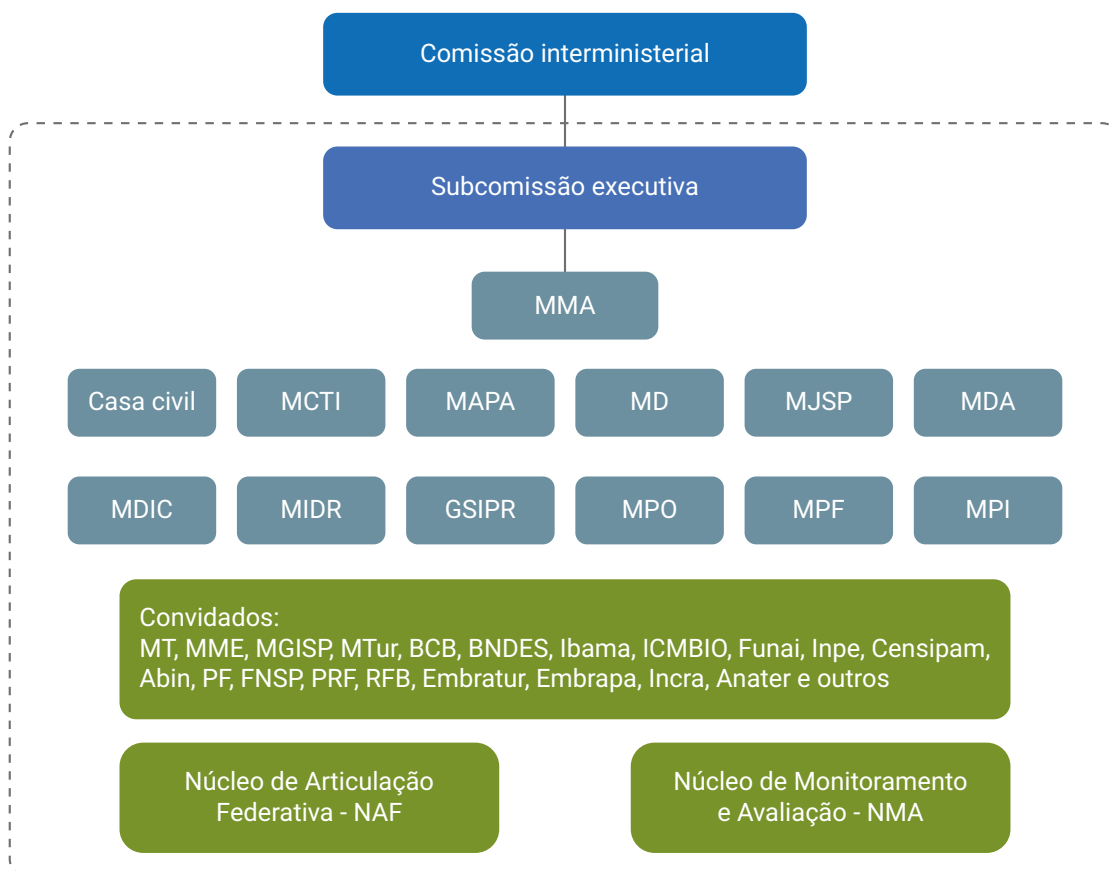 Comissão interministerial
Subcomissão executiva
MMA
Casa civil
MCTI
MAPA
MD
MJSP
MDA
MDIC
MIDR
GSIPR
MPO
MPF
MPI
Convidados:
MT, MME, MGISP, MTur, BCB, BNDES, Ibama, ICMBIO, Funai, Inpe, Censipam,
Abin, PF, FNSP, PRF, RFB, Embratur, Embrapa, Incra, Anater e outros
Núcleo de Articulação
Federativa - NAF
Núcleo de Monitoramento
e Avaliação - NMA